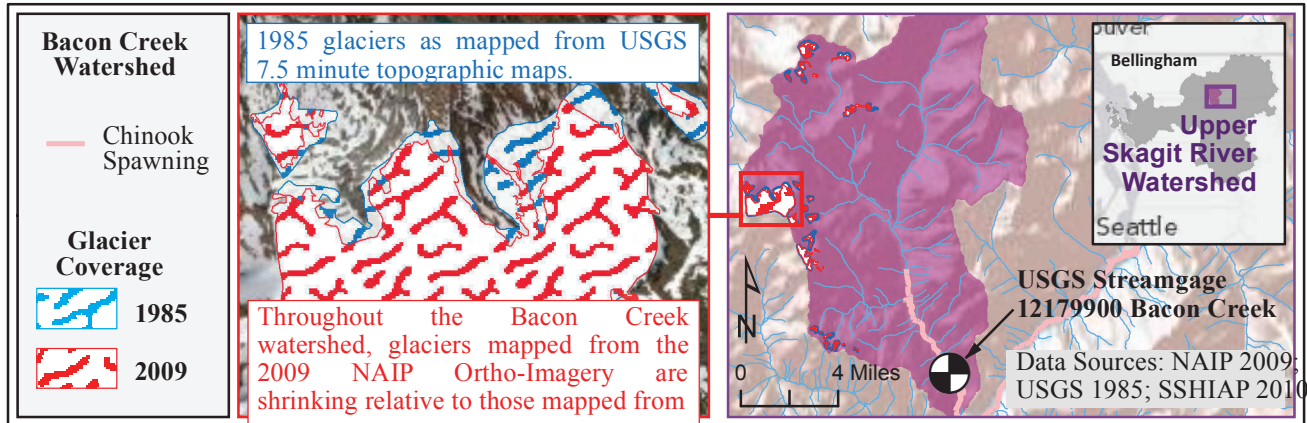 Bacon Creek
Watershed
Chinook
Spawning
Glacier
Coverage
1985
2009
1985 glaciers as mapped from USGS
7.5 minute topographic maps.
Throughout the Bacon Creek
watershed, glaciers mapped from the
2009 NAIP Ortho-Imagery are
shrinking relative to those mapped from
Bellingham
Upper
Skagit River
Watershed
Seattle
USGS Streamgage
12179900 Bacon Creek
N
0 4 Miles
Data Sources: NAIP 2009;
USGS 1985; SSHIAP 2010